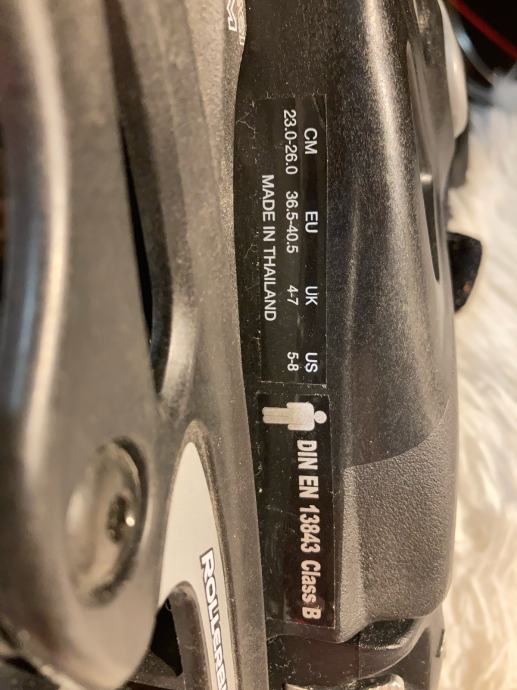 CM EU UK US
23.0-26.0 36.5-40.5 4-7 5-8
MADE IN THAILAND
DIN EN 13843 Class B